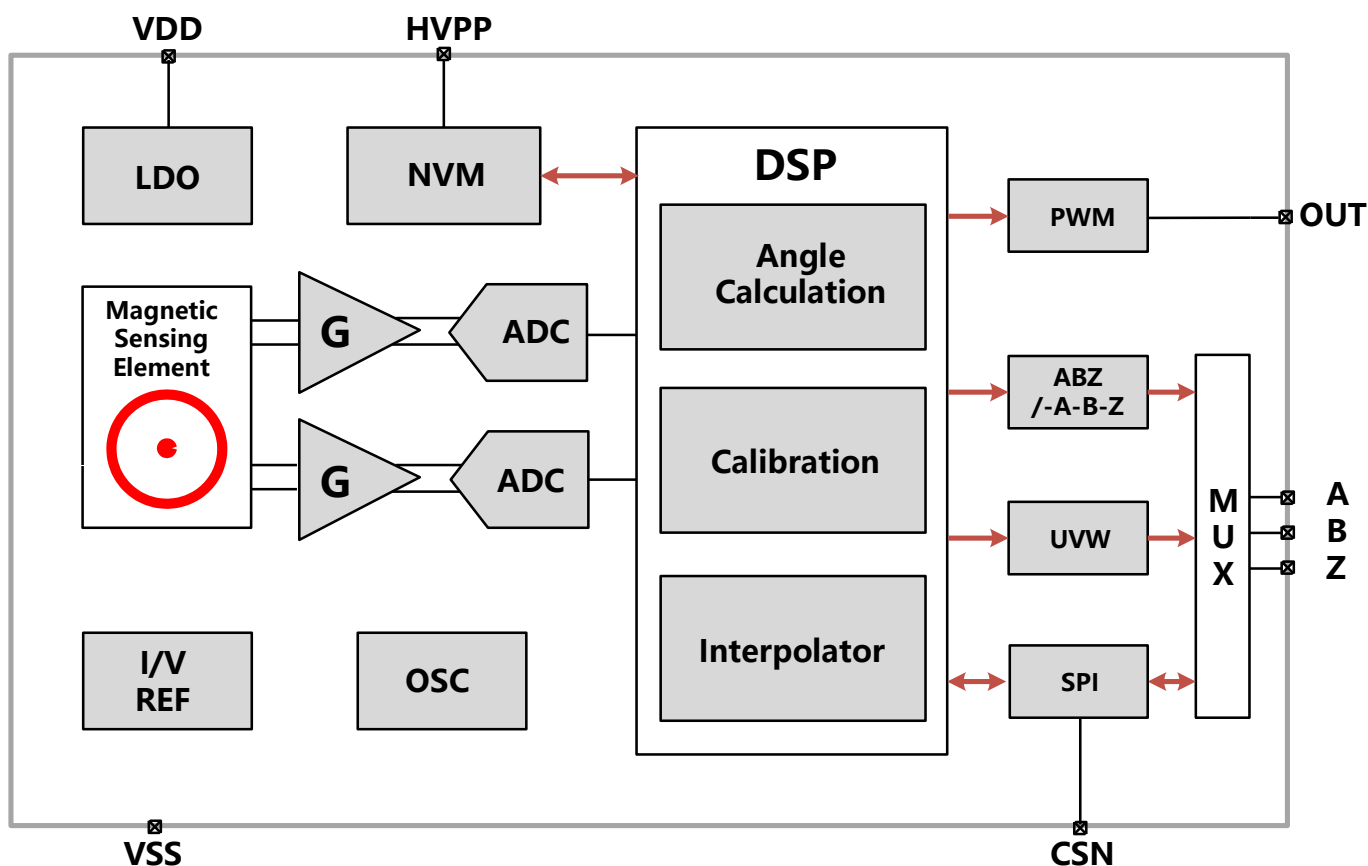 VDD
HVPP
LDO
NVM
DSP
PWM
OUT
Angle
Calculation
Magnetic
Sensing
Element
G
ADC
ABZ
/-A-B-Z
G
ADC
Calibration
UVW
M
U
X
A
B
Z
I/V
REF
OSC
Interpolator
SPI
VSS
CSN